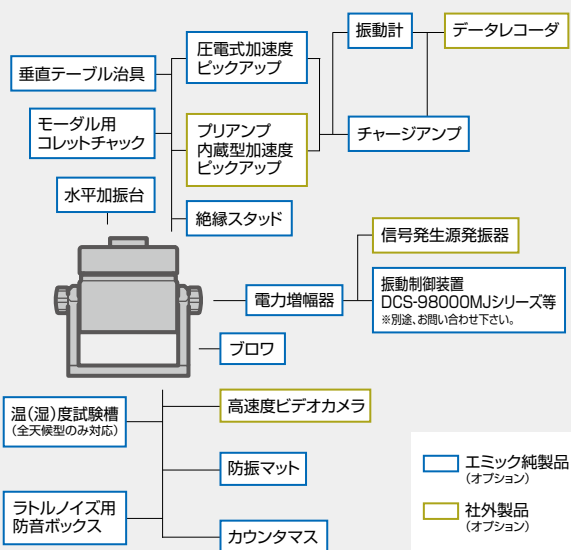 振動計
データレコーダ
圧電式加速度
ピックアップ
垂直テーブル治具
モーダル用
コレットチャック
プリアンプ
内蔵型加速度
ピックアップ
チャージアンプ
水平加振台
絶縁スタッド
信号発生源発振器
電力増幅器
振動制御装置
DCS-98000MJシリーズ等
※別途、お問い合わせ下さい。
ブロワ
温(湿)度試験槽
(全天候型のみ対応)
高速度ビデオカメラ
防振マット
ラトルノイズ用
防音ボックス
カウンタマス
エミック純製品
(オプション)
社外製品
(オプション)